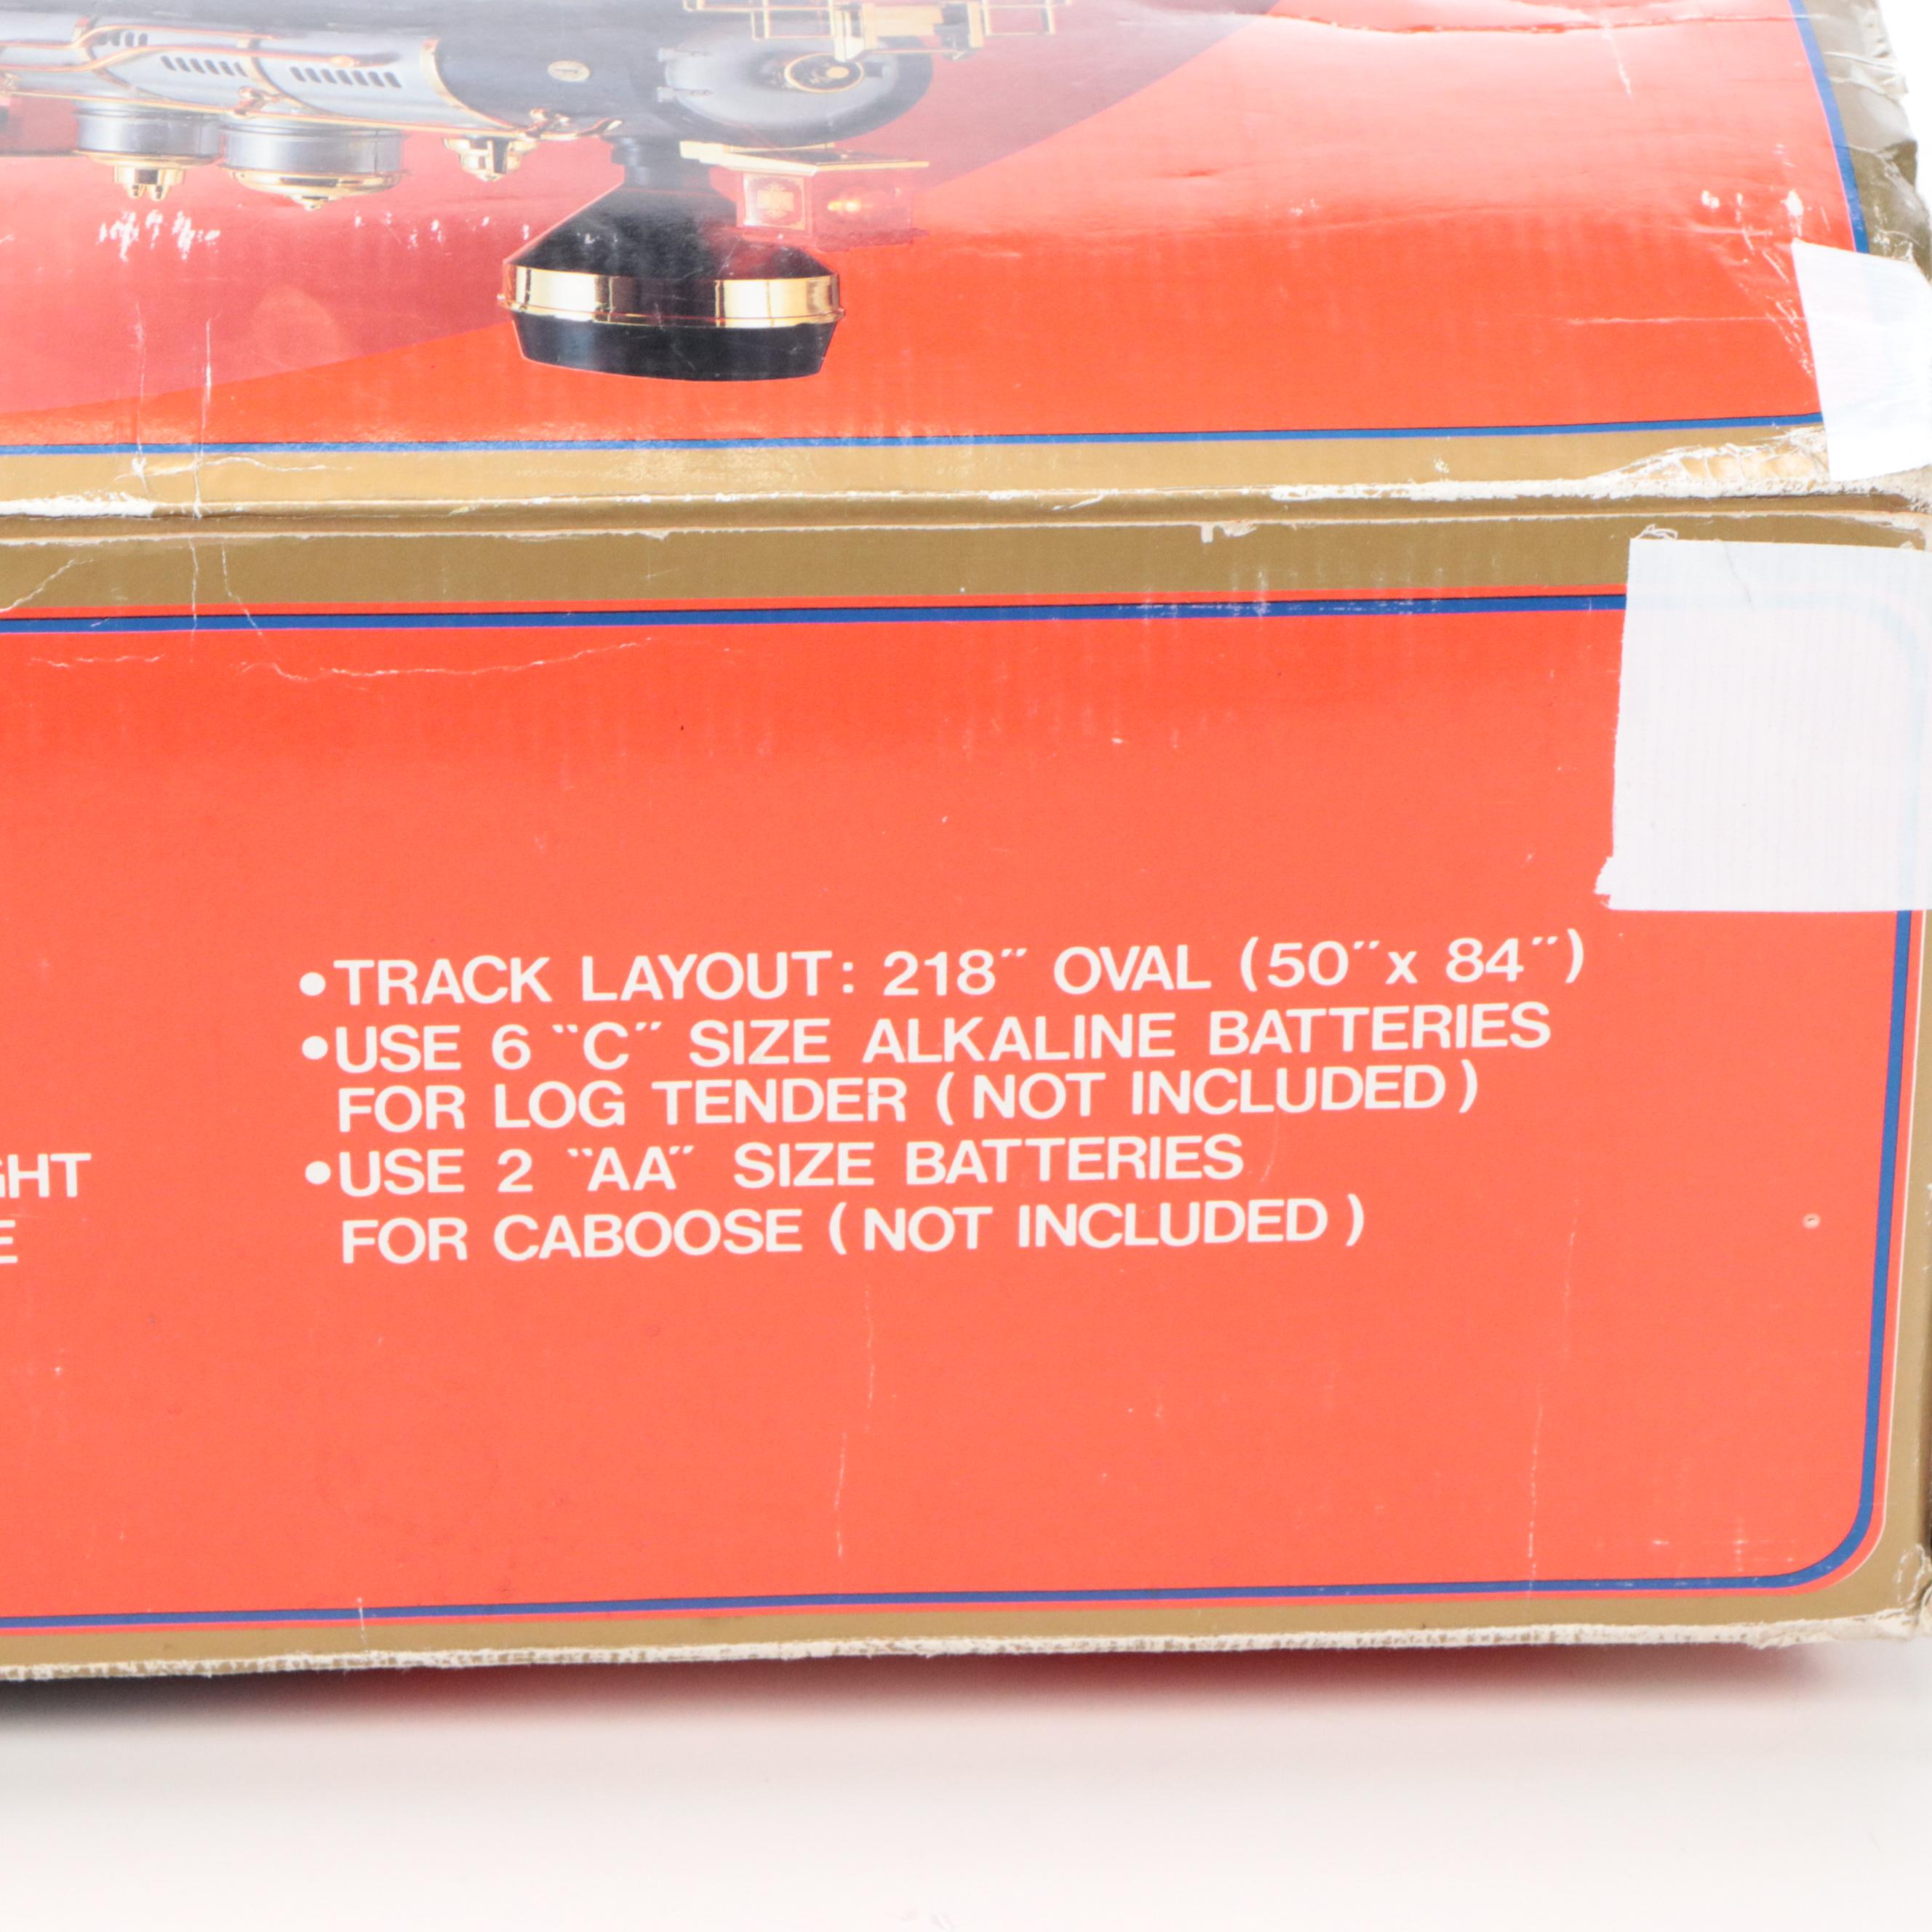 •TRACK LAYOUT: 218" OVAL (50"x 84")
•USE 6 "C" SIZE ALKALINE BATTERIES
FOR LOG TENDER (NOT INCLUDED)
GHT
•USE 2 "AA" SIZE BATTERIES
E
FOR CABOOSE (NOT INCLUDED)